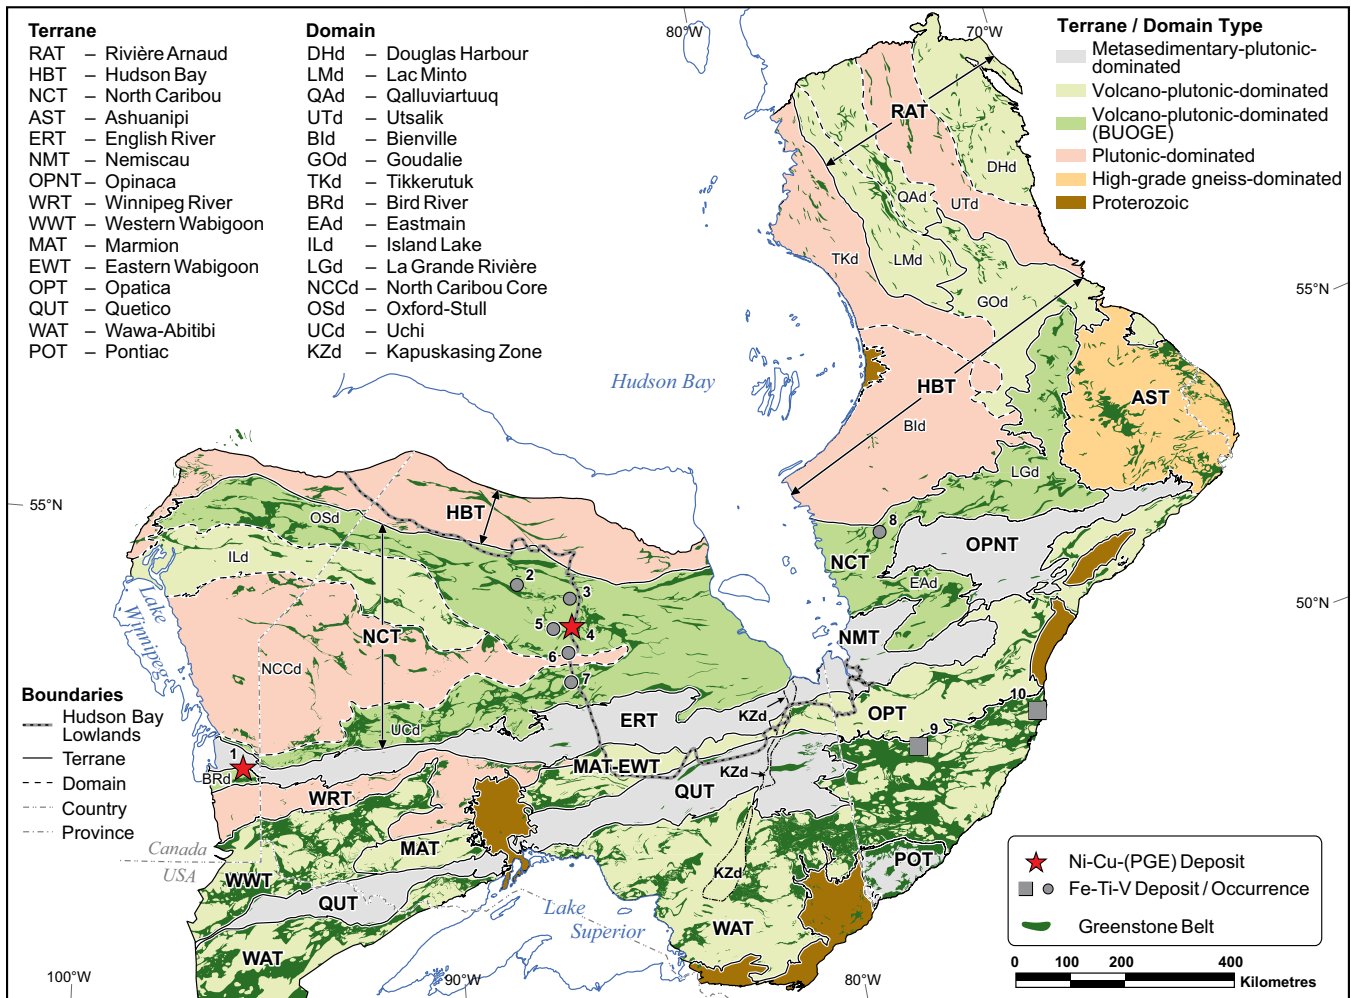 Terrane
RAT – Rivière Arnaud
HBT – Hudson Bay
NCT – North Caribou
AST – Ashuanipi
ERT – English River
NMT – Nemiscau
OPNT – Opinaca
WRT – Winnipeg River
WWT – Western Wabigoon
MAT – Marmion
EWT – Eastern Wabigoon
OPT – Opatica
QUT – Quetico
WAT – Wawa-Abitibi
POT – Pontiac
Domain
DHd – Douglas Harbour
LMd – Lac Minto
QAd – Qalluviartuuq
UTd – Utsalik
BId – Bienville
GOd – Goudalie
TKd – Tikkerutuk
BRd – Bird River
EAd – Eastmain
ILd – Island Lake
LGd – La Grande Rivière
NCCd – North Caribou Core
OSd – Oxford-Stull
UCd – Uchi
KZd – Kapuskasing Zone
80°W
70°W
Terrane / Domain Type
Metasedimentary-plutonic-
dominated
Volcano-plutonic-dominated
Volcano-plutonic-dominated
(BUOGE)
Plutonic-dominated
High-grade gneiss-dominated
Proterozoic
RAT
DHd
QAd
UTd
TKd
LMd
GOd
55°N
Hudson Bay
HBT
AST
BId
LGd
55°N
HBT
OSd
8
OPNT
ILd
NCT
2
EAd
3
50°N
Lake
Winnipeg
5
4
NCT
NMT
6
NCCd
7
10
Boundaries
Hudson Bay
Lowlands
Terrane
Domain
Country
Province
UCd
ERT
KZd
OPT
9
1
BRd
MAT-EWT
KZd
QUT
WRT
Canada
USA
MAT
POT
WWT
KZd
QUT
Lake
Superior
WAT
WAT
Ni-Cu-(PGE) Deposit
Fe-Ti-V Deposit / Occurrence
Greenstone Belt
0 100 200 400
Kilometres
100°W
90°W
80°W